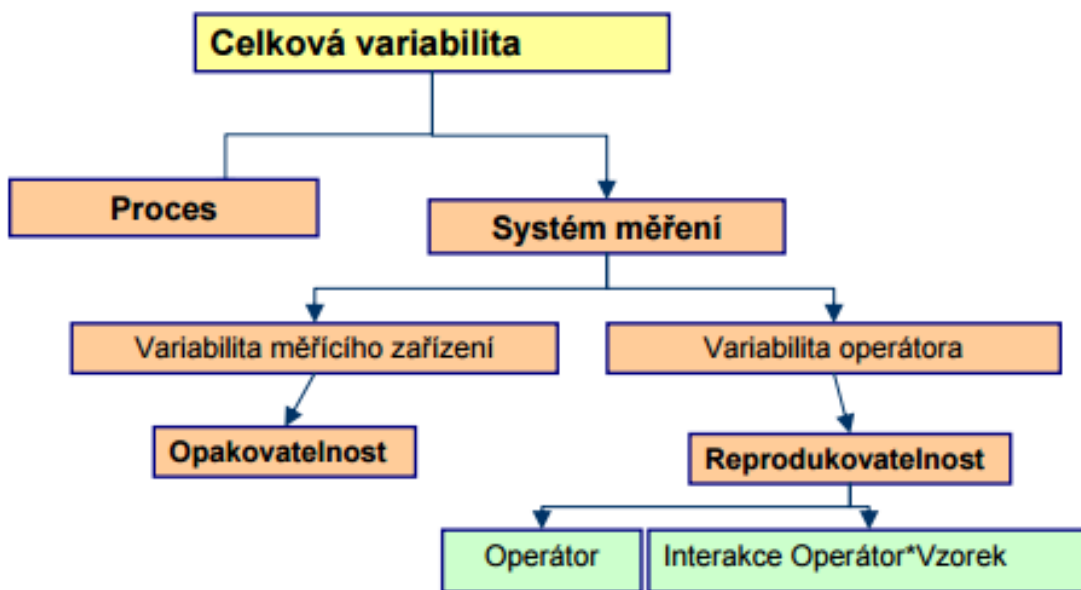 Celková variabilita
Proces
Systém měření
Variabilita měřícího zařízení
Variabilita operátora
Opakovatelnost
Reprodukovatelnost
Operátor
Interakce Operátor*Vzorek